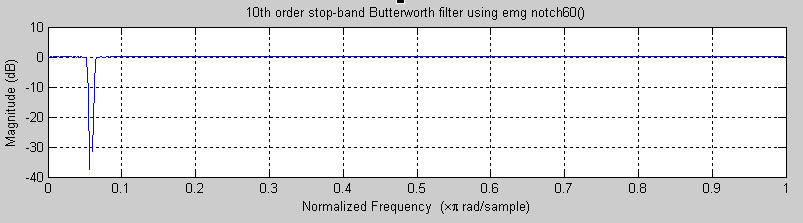 10th order stop-band Butterworth filter using emg notch60()
Magnitude (dB)
10
0
-10
-20
-30
-40
0 0.1 0.2 0.3 0.4 0.5 0.6 0.7 0.8 0.9 1
Normalized Frequency (×π rad/sample)